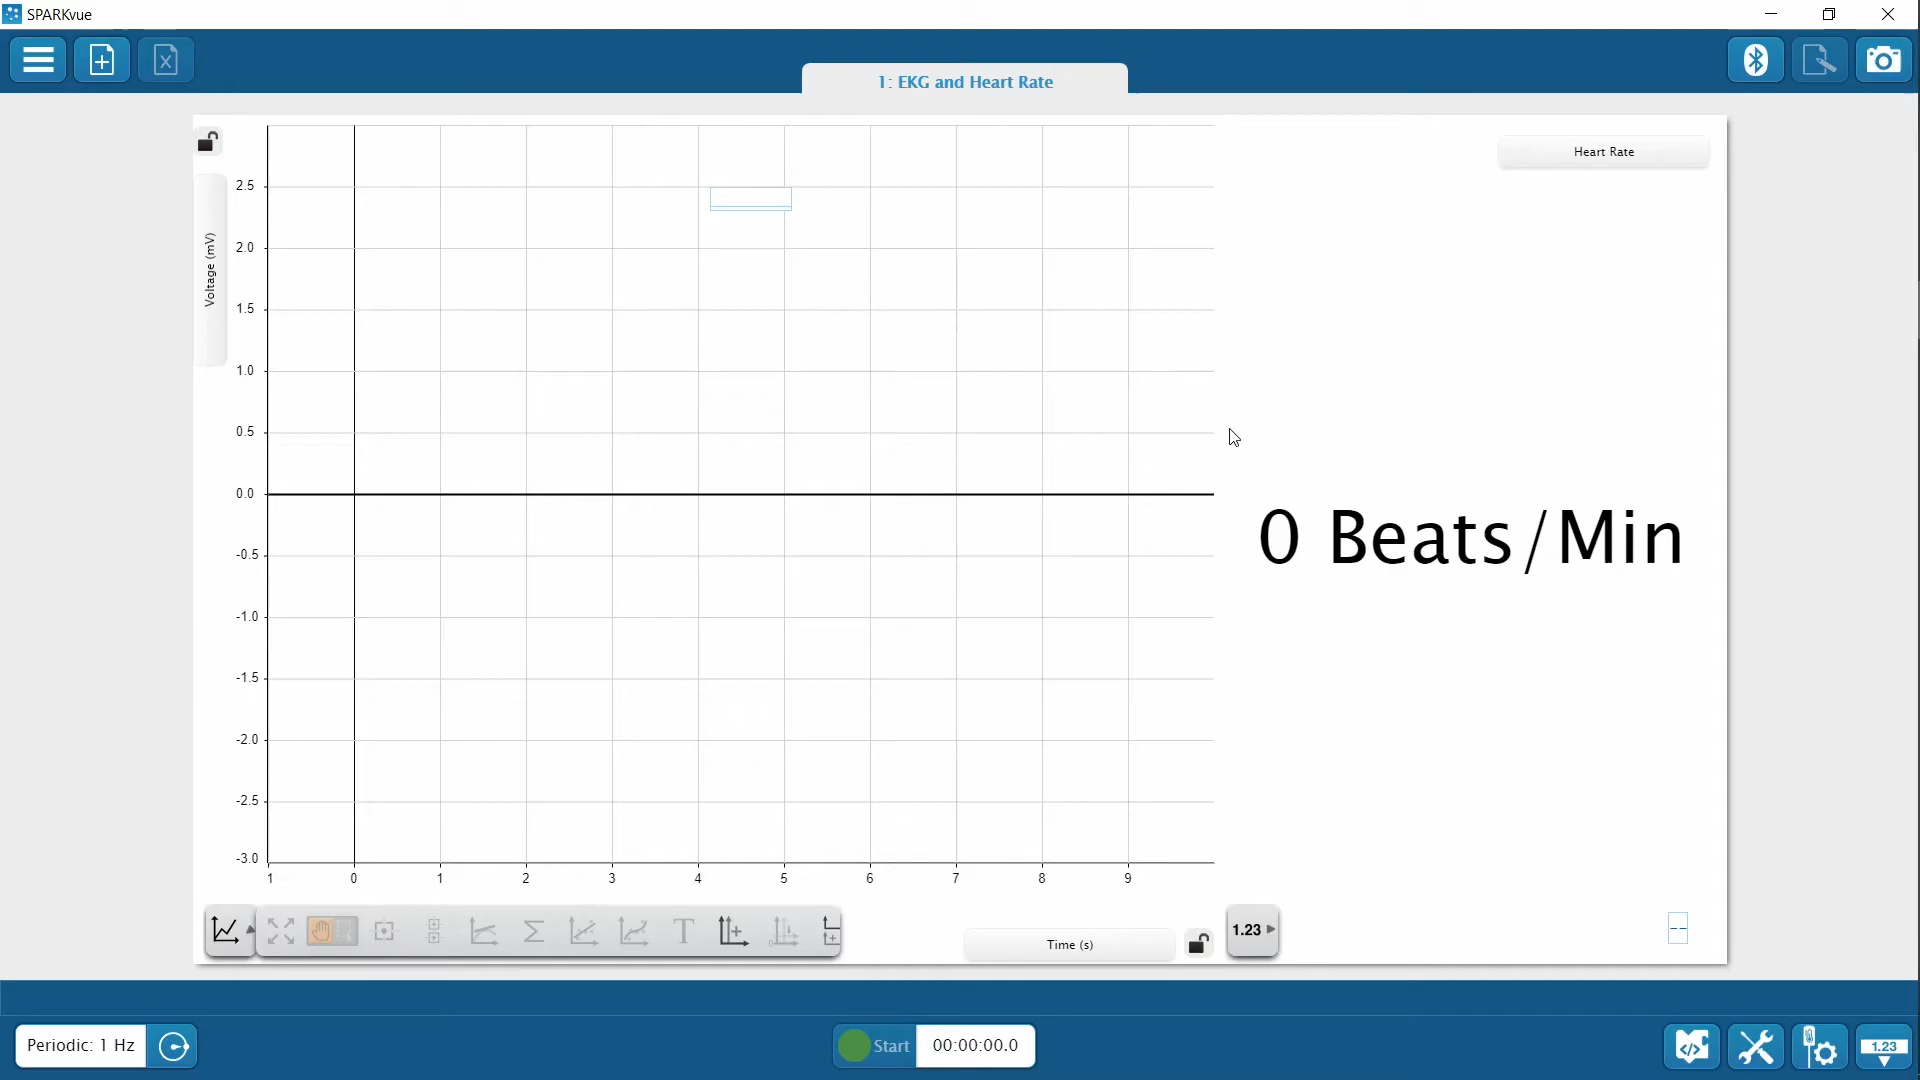 SPARKvue
1: EKG and Heart Rate
Heart Rate
Voltage (mV)
2.5
2.0
1.5
1.0
0.5
0.0
-0.5
-1.0
-1.5
-2.0
-2.5
-3.0
1 0 1 2 3 4 5 6 7 8 9
0 Beats/Min
Time (s)
1.23
--
Periodic: 1 Hz
Start
00:00:00.0
1.23